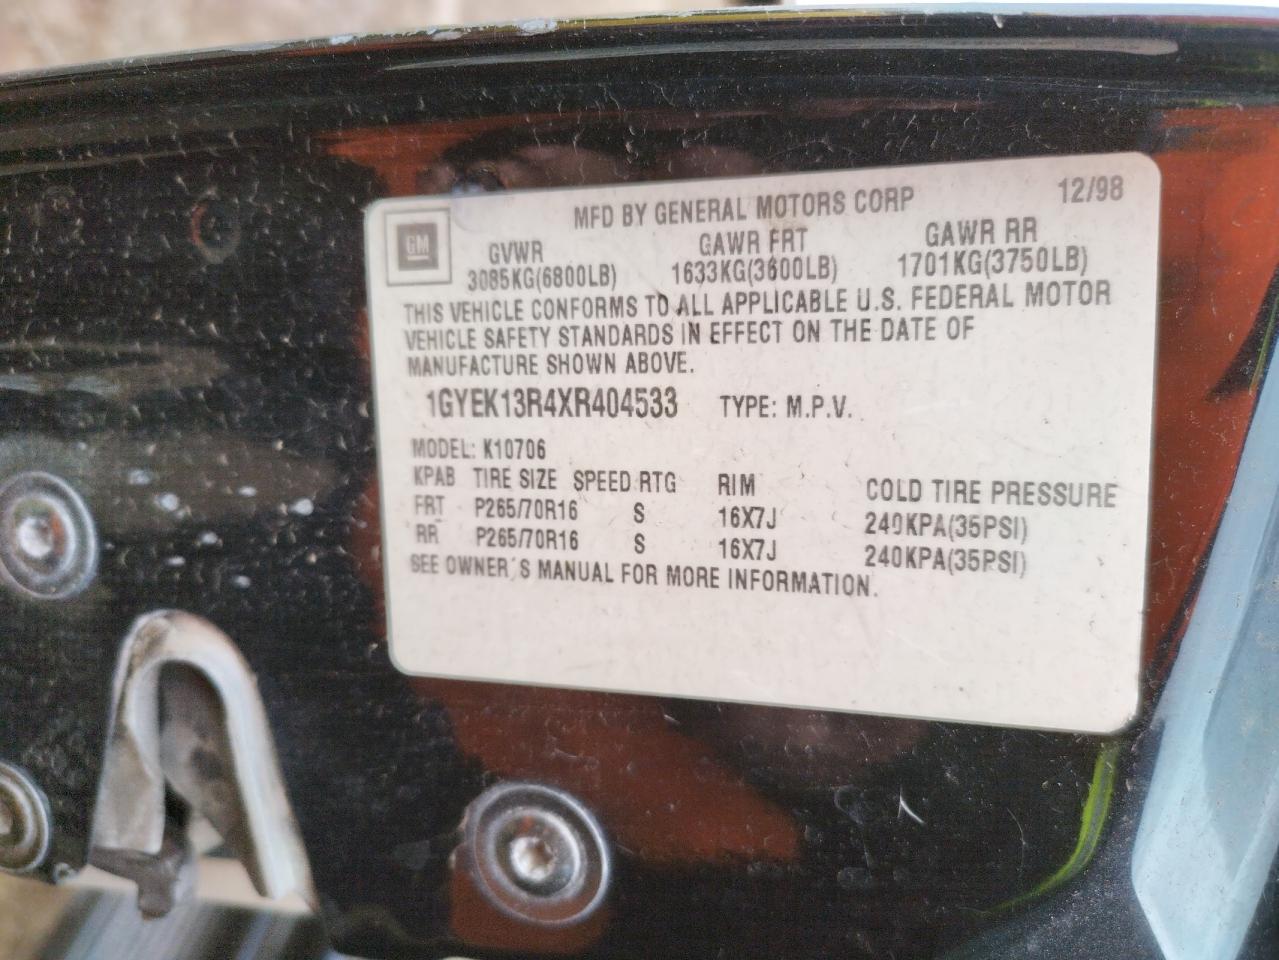 MFD BY GENERAL MOTORS CORP 12/98
GM
GVWR GAWR FRT GAWR RR
3085KG(6800LB) 1633KG(3600LB) 1701KG(3750LB)
THIS VEHICLE CONFORMS TO ALL APPLICABLE U.S. FEDERAL MOTOR
VEHICLE SAFETY STANDARDS IN EFFECT ON THE DATE OF
MANUFACTURE SHOWN ABOVE.
1GYEK13R4XR404533 TYPE: M.P.V.
MODEL: K10706
KPAB TIRE SIZE SPEED RTG RIM COLD TIRE PRESSURE
FRT P265/70R16 S 16X7J 240KPA(35PSI)
RR P265/70R16 S 16X7J 240KPA(35PSI)
SEE OWNER'S MANUAL FOR MORE INFORMATION.